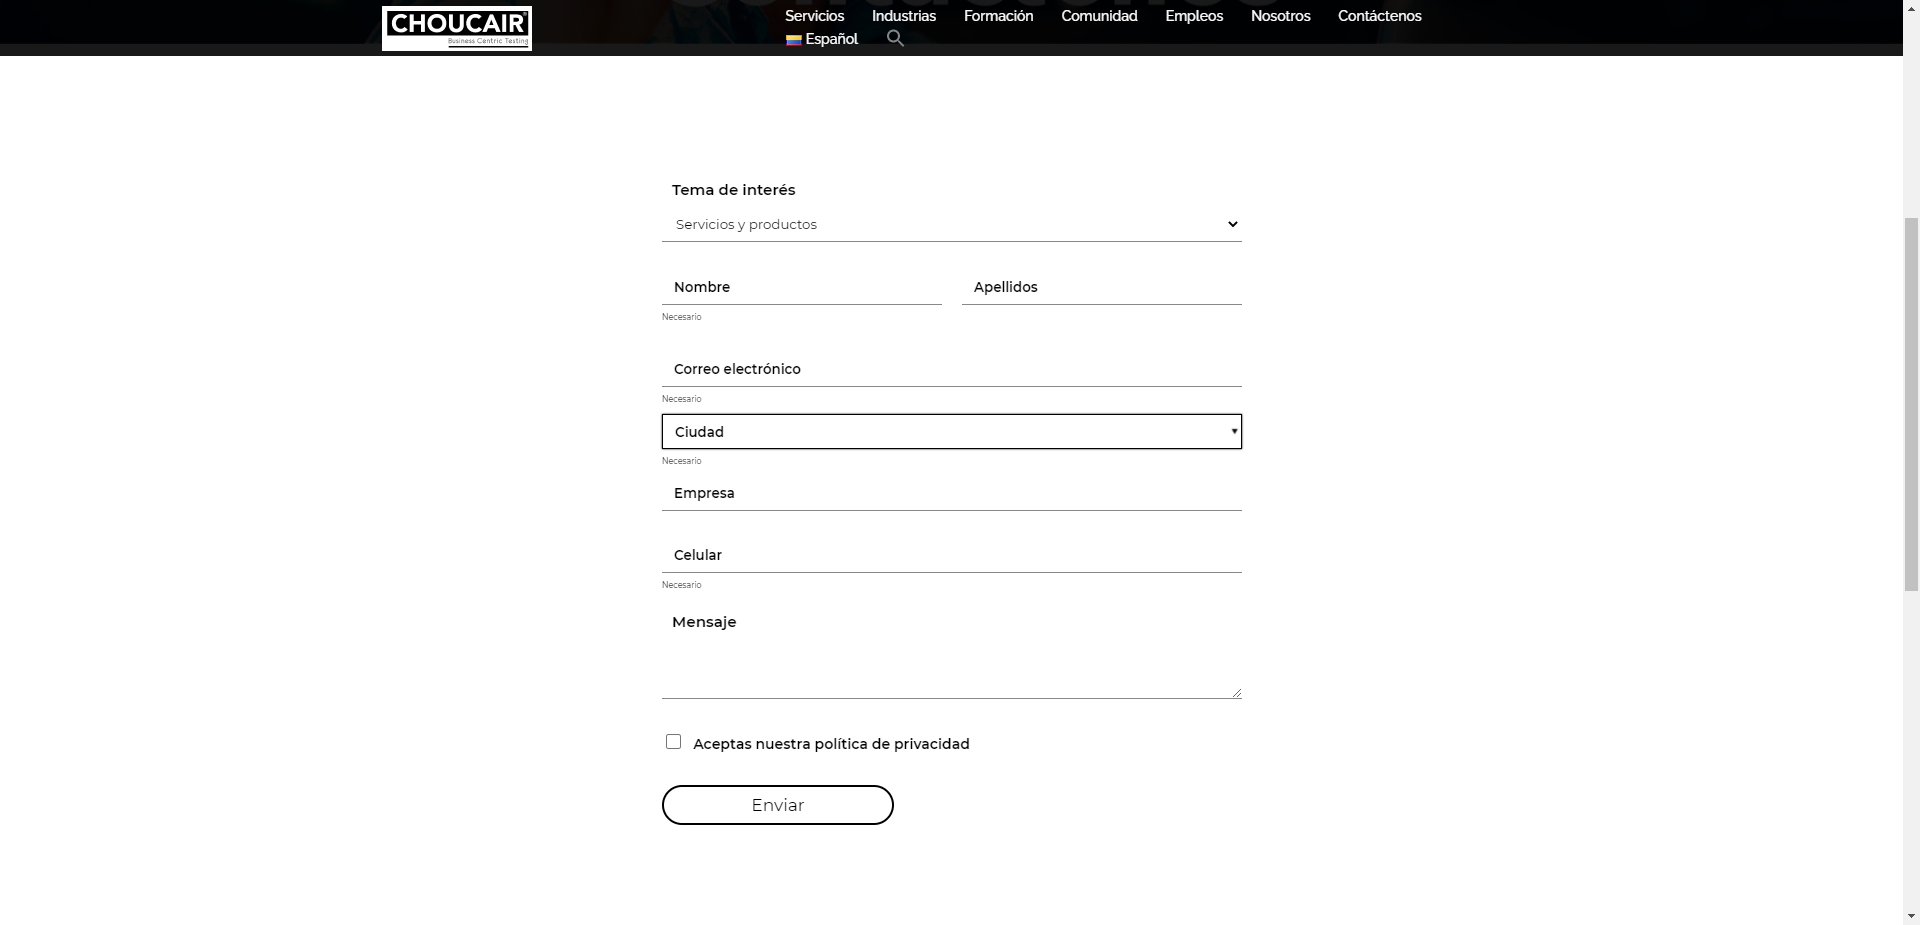 CHOUCAIR
Business Centric Testing
Servicios Industrias Formación Comunidad Empleos Nosotros Contáctenos
Español
Tema de interés
Servicios y productos
Nombre Apellidos
Necesario
Correo electrónico
Necesario
Ciudad
Necesario
Empresa
Celular
Necesario
Mensaje
Aceptas nuestra política de privacidad
Enviar